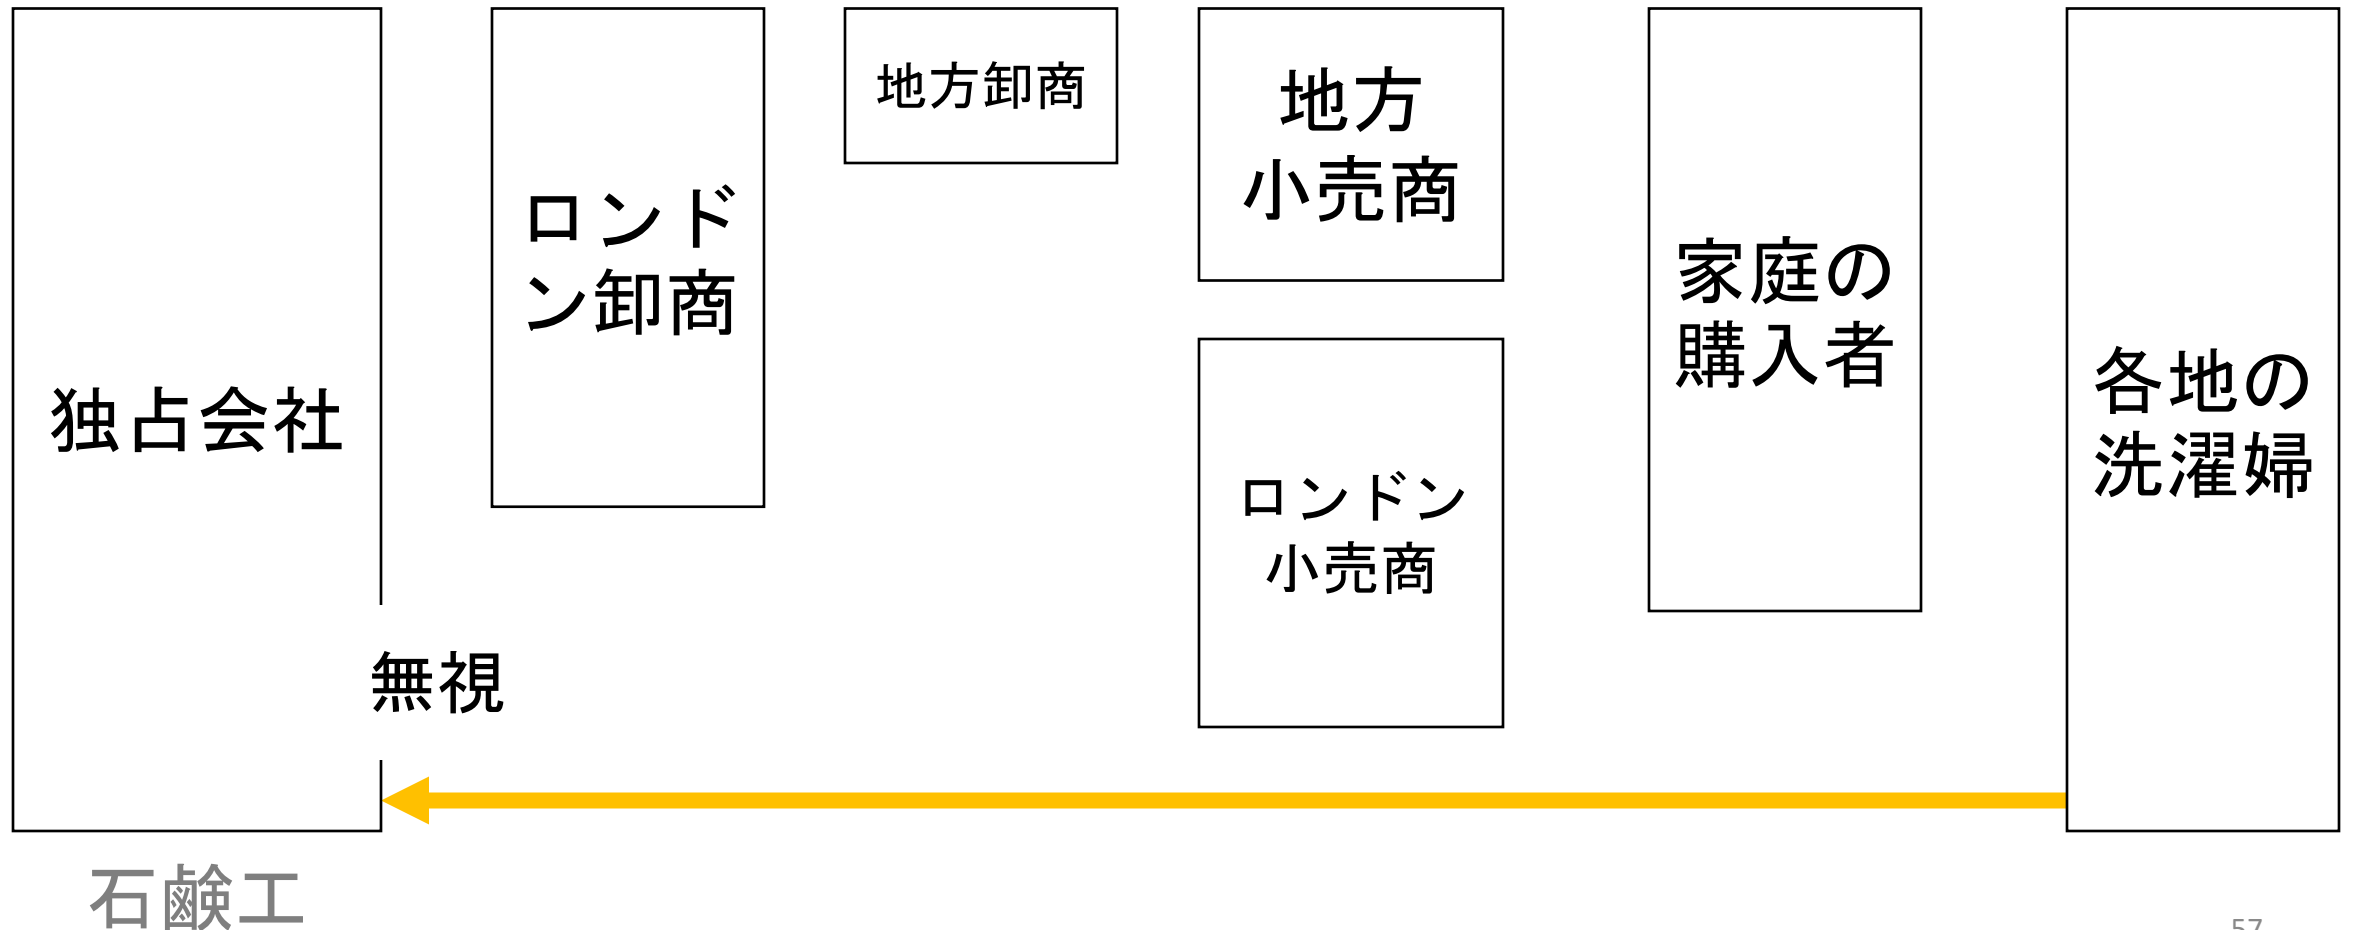 独占会社
ロンド
ン卸商
地方卸商
地方
小売商
ロンドン
小売商
家庭の
購入者
各地の
洗濯婦
無視
石鹸工
57